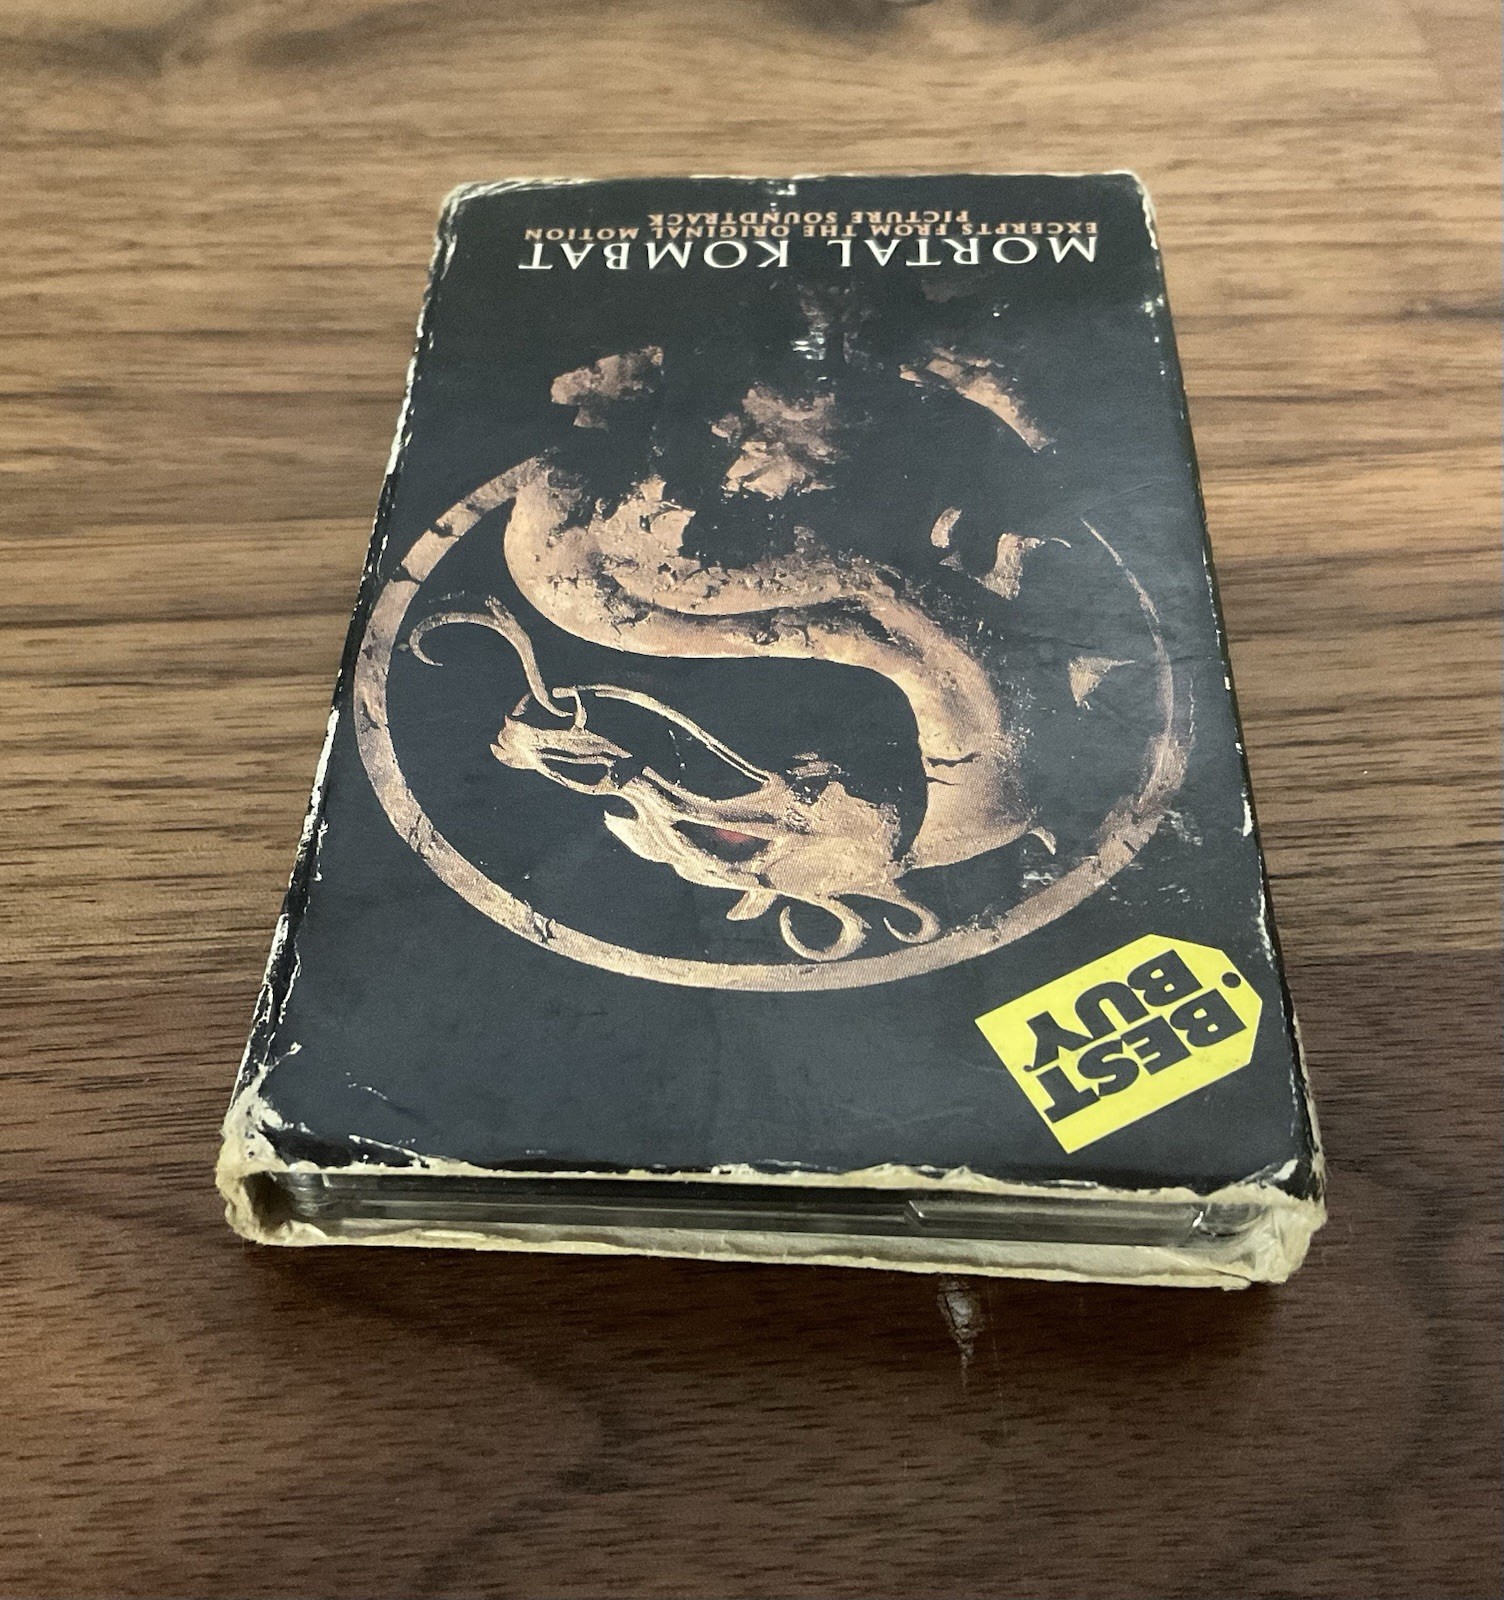 MORTAL KOMBAT
EXCERPTS FROM THE ORIGINAL MOTION
PICTURE SOUNDTRACK
BEST
BUY